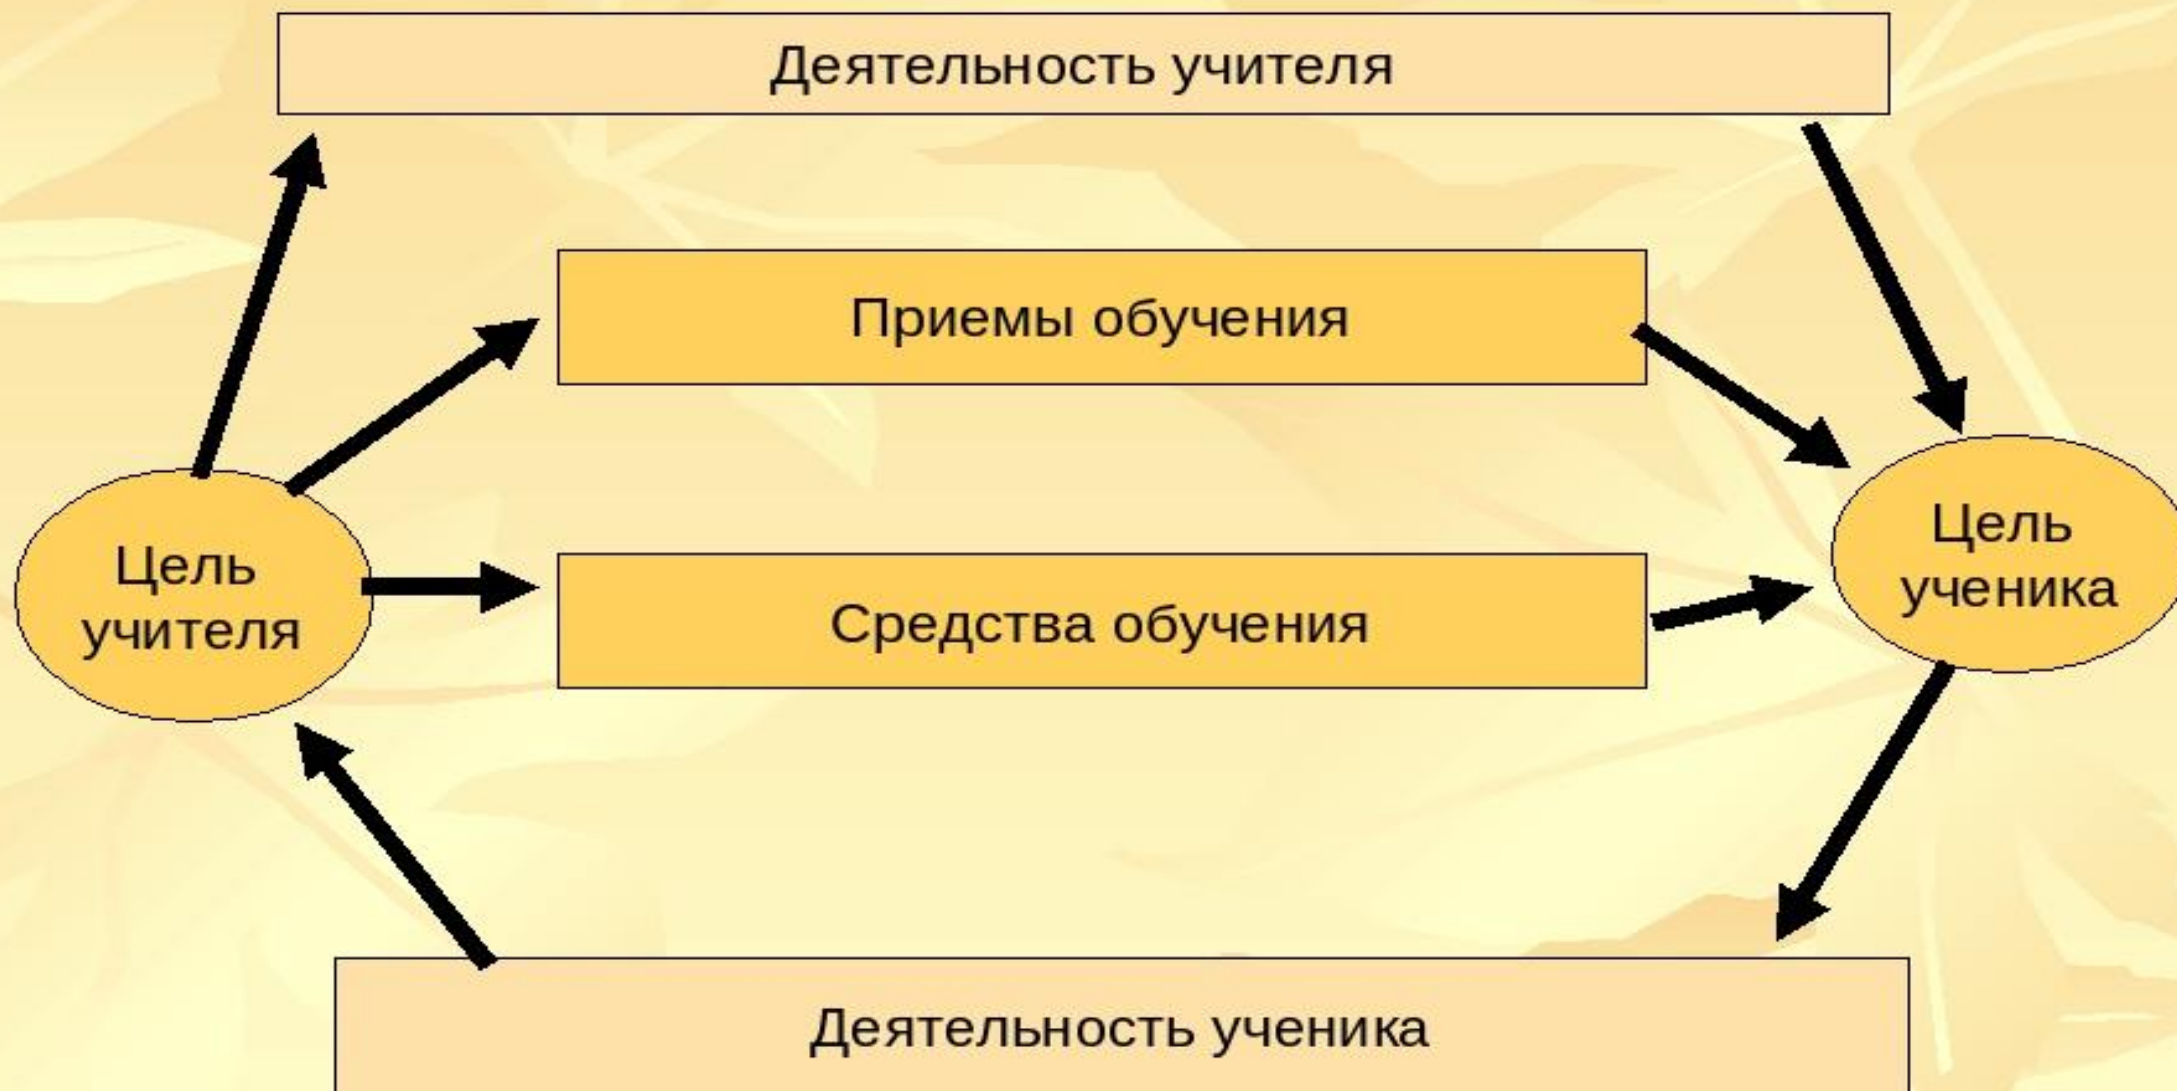 Деятельность учителя
Приемы обучения
Цель
учителя
Средства обучения
Цель
ученика
Деятельность ученика